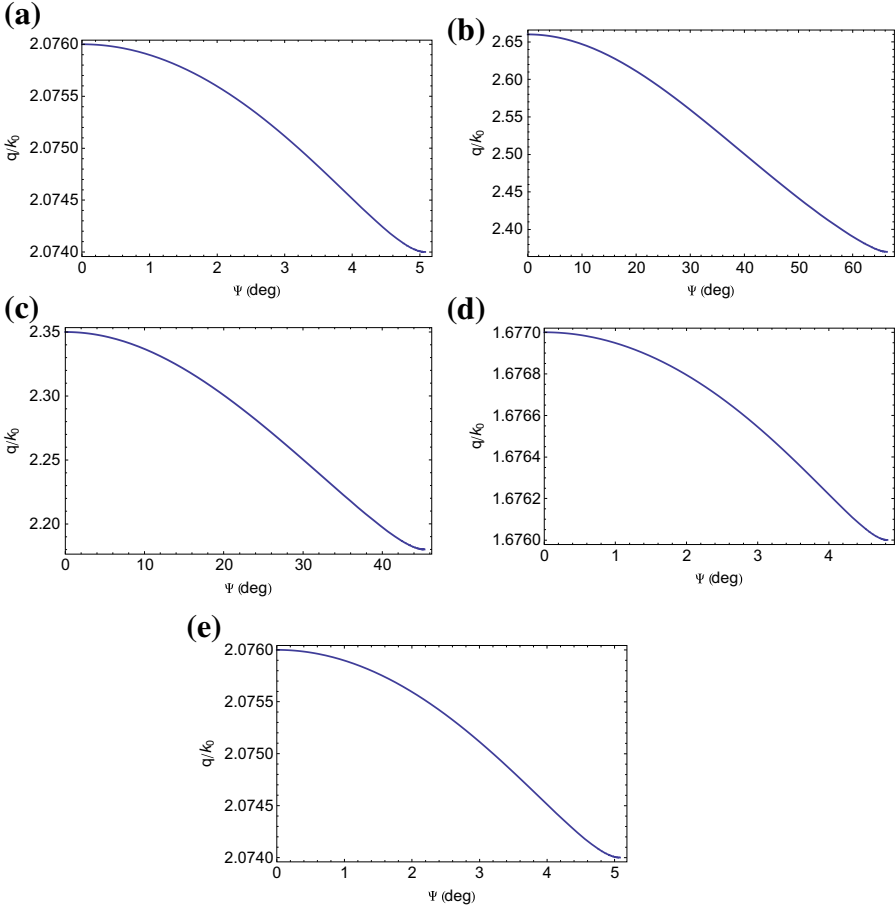 (a)
2.0760
2.0755
2.0750
2.0745
2.0740
q/k0
0 1 2 3 4 5
Ψ (deg)
(b)
2.65
2.60
2.55
2.50
2.45
2.40
q/k0
0 10 20 30 40 50 60
Ψ (deg)
(c)
2.35
2.30
2.25
2.20
q/k0
0 10 20 30 40
Ψ (deg)
(d)
1.6770
1.6768
1.6766
1.6764
1.6762
1.6760
q/k0
0 1 2 3 4
Ψ (deg)
(e)
2.0760
2.0755
2.0750
2.0745
2.0740
q/k0
0 1 2 3 4 5
Ψ (deg)